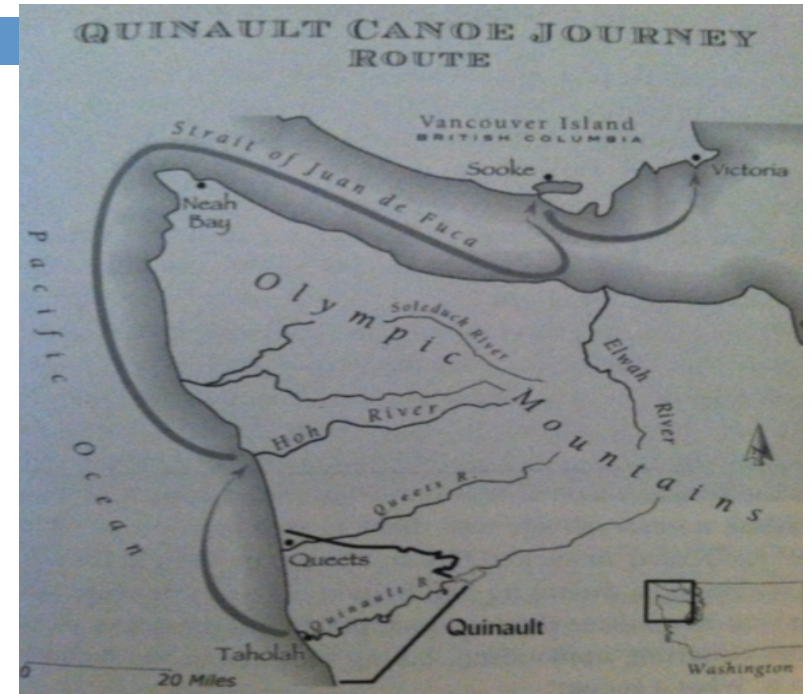 QUINAULT CANOE JOURNEY
ROUTE
Vancouver Island
BRITISH COLUMBIA
Strait of Juan de Fuca
Sooke
Victoria
Neah
Bay
Pacific Ocean
Olympic Mountains
Soleduch River
Elwah River
Hoh River
Queets R.
Queets
Quinault R.
Quinault
Taholah
0
20 Miles
Washington